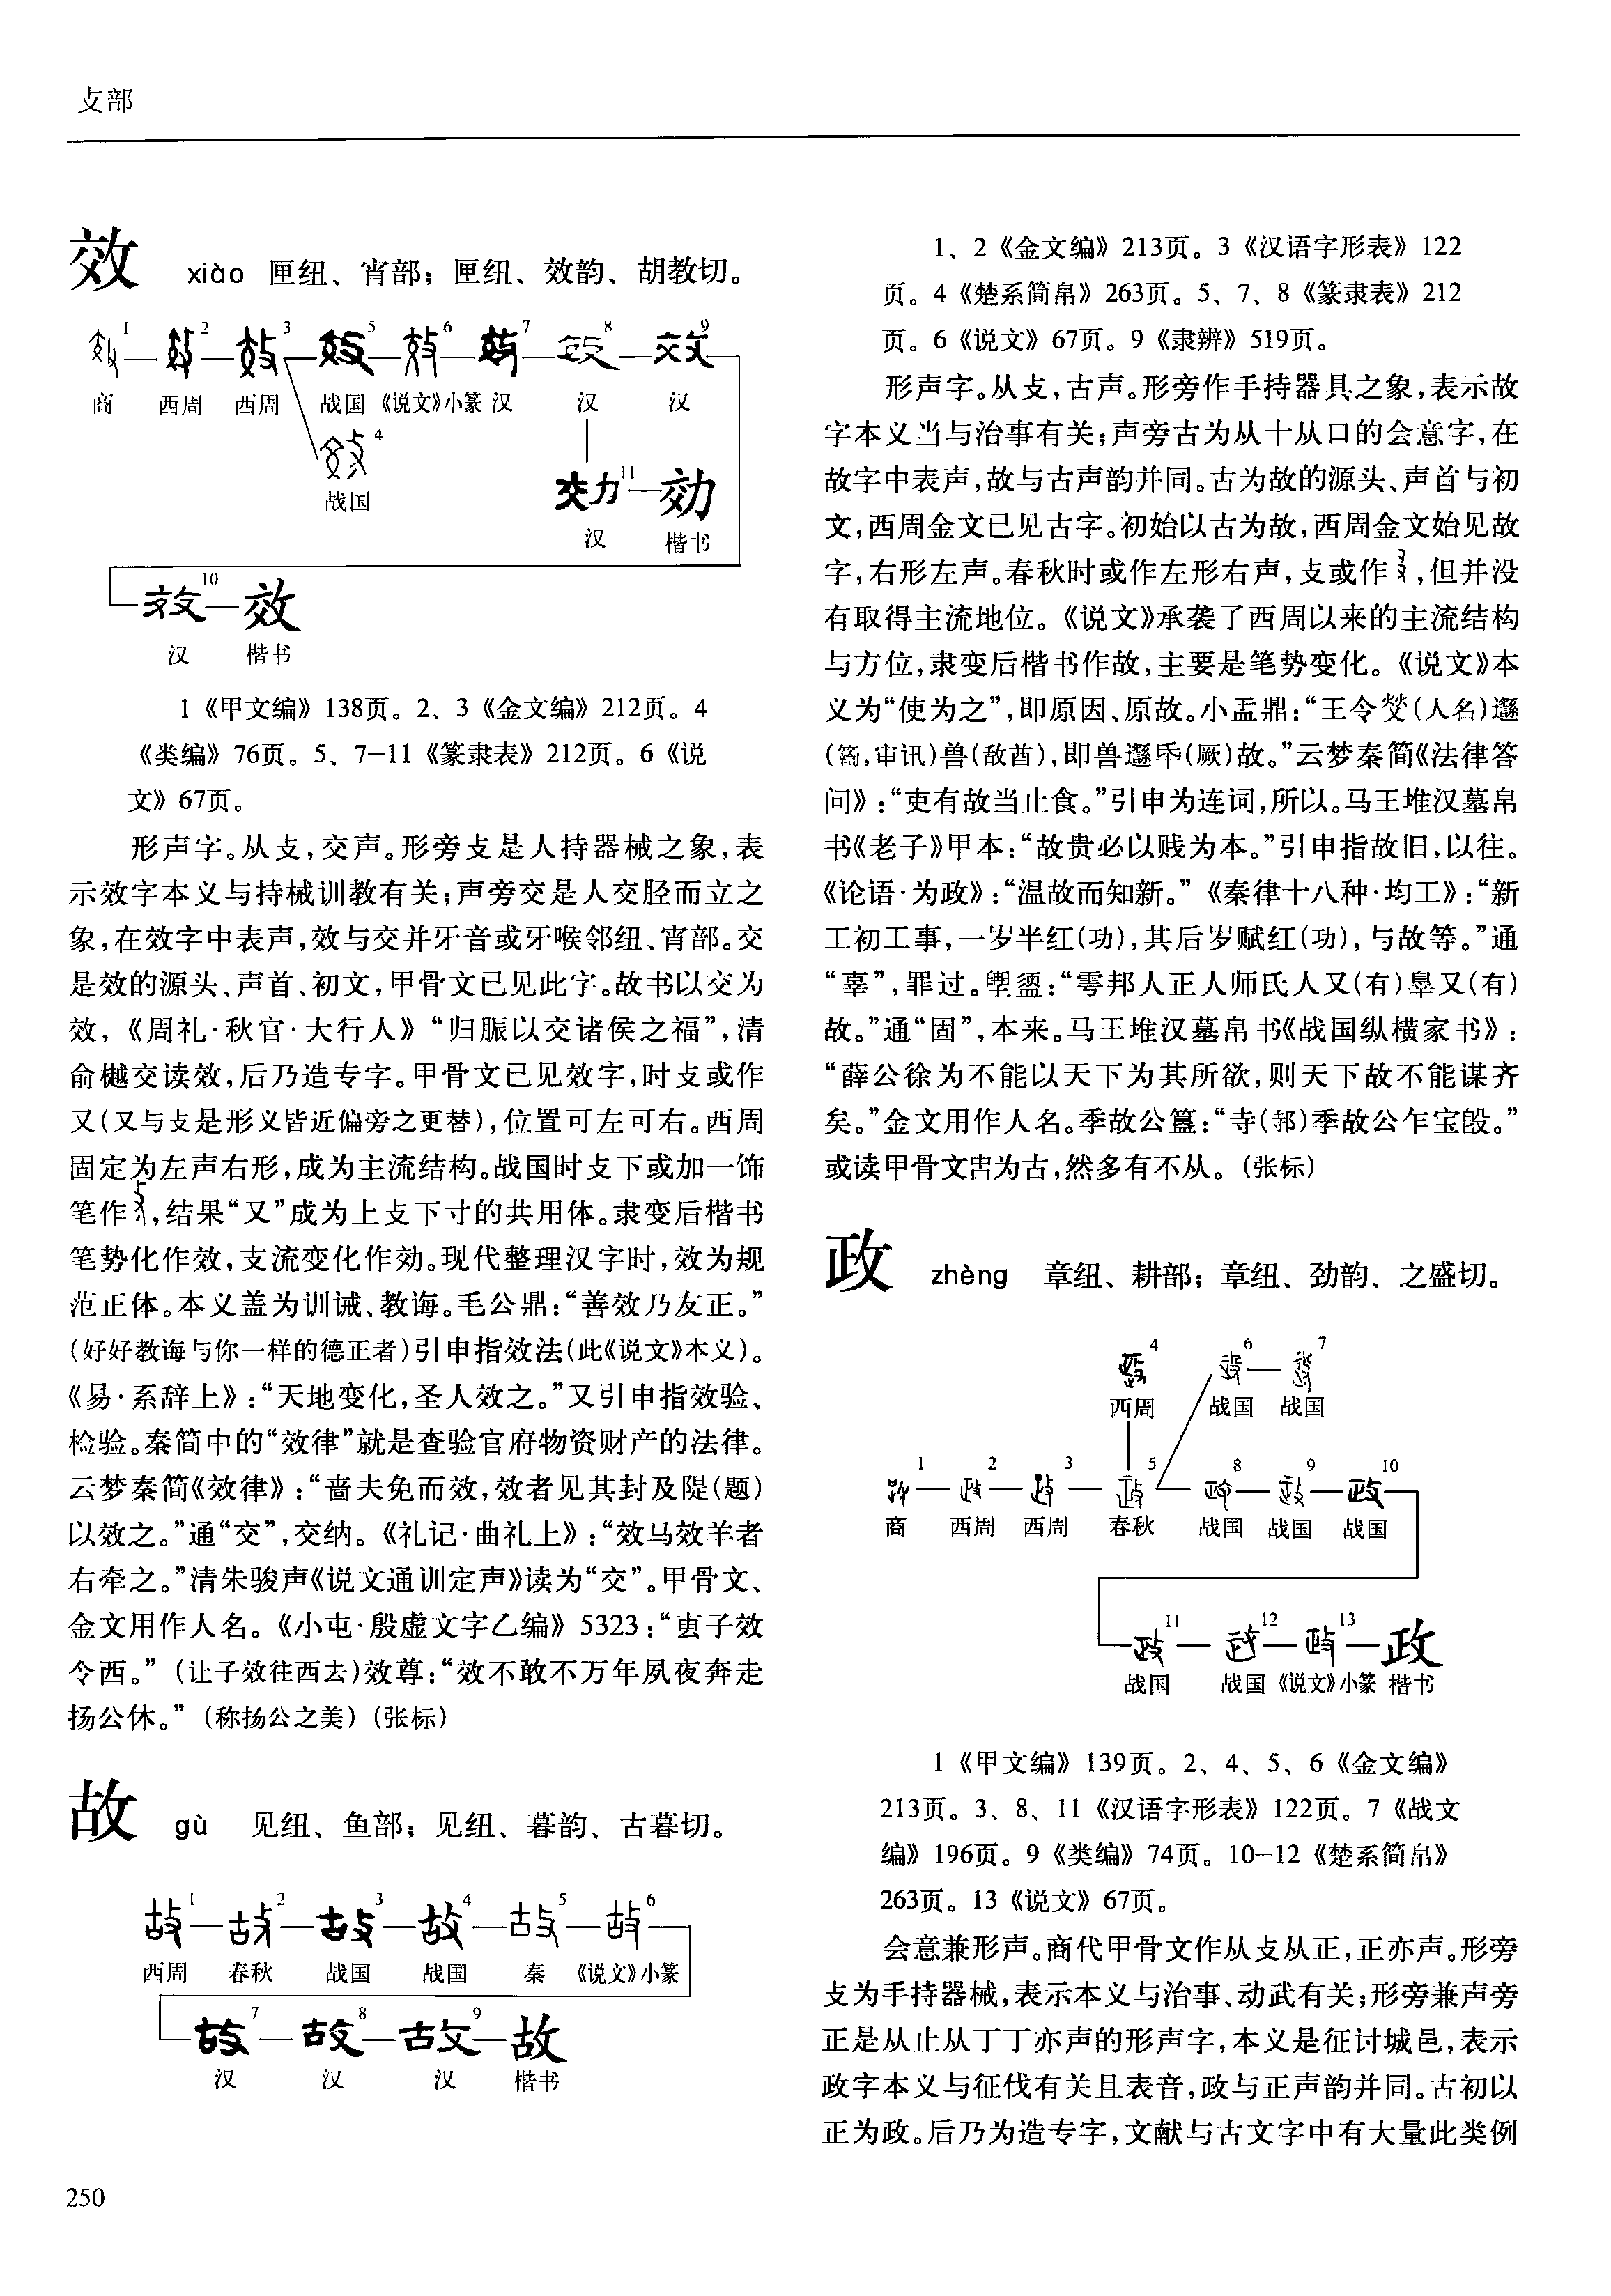 攴部
效 xiào 匣纽、宵部；匣纽、效韵、胡教切。
1 2 3 5 6 7 8 9
商 西周 西周 战国 《说文》小篆 汉 汉 汉
4
战国
11 効
汉 楷书
10 效
汉 楷书
1《甲文编》138页。2、3《金文编》212页。4
《类编》76页。5、7—11《篆隶表》212页。6《说
文》67页。
形声字。从攴，交声。形旁攴是人持器械之象，表
示效字本义与持械训教有关；声旁交是人交胫而立之
象，在效字中表声，效与交并牙音或牙喉邻纽、宵部。交
是效的源头、声首、初文，甲骨文已见此字。故书以交为
效，《周礼·秋官·大行人》“归脤以交诸侯之福”，清
俞樾交读效，后乃造专字。甲骨文已见效字，时攴或作
又（又与攴是形义皆近偏旁之更替），位置可左可右。西周
固定为左声右形，成为主流结构。战国时攴下或加一饰
笔作，结果“又”成为上攴下寸的共用体。隶变后楷书
笔势化作效，支流变化作効。现代整理汉字时，效为规
范正体。本义盖为训诫、教诲。毛公鼎：“善效乃友正。”
（好好教诲与你一样的德正者）引申指效法（此《说文》本义）。
《易·系辞上》：“天地变化，圣人效之。”又引申指效验、
检验。秦简中的“效律”就是查验官府物资财产的法律。
云梦秦简《效律》：“啬夫免而效，效者见其封及隄（题）
以效之。”通“交”，交纳。《礼记·曲礼上》：“效马效羊者
右牵之。”清朱骏声《说文通训定声》读为“交”。甲骨文、
金文用作人名。《小屯·殷虚文字乙编》5323：“叀子效
令西。”（让子效往西去）效尊：“效不敢不万年夙夜奔走
扬公休。”（称扬公之美）（张标）
故 gù 见纽、鱼部；见纽、暮韵、古暮切。
1 2 3 4 5 6
西周 春秋 战国 战国 秦 《说文》小篆
7 8 9 故
汉 汉 汉 楷书
1、2《金文编》213页。3《汉语字形表》122
页。4《楚系简帛》263页。5、7、8《篆隶表》212
页。6《说文》67页。9《隶辨》519页。
形声字。从攴，古声。形旁作手持器具之象，表示故
字本义当与治事有关；声旁古为从十从口的会意字，在
故字中表声，故与古声韵并同。古为故的源头、声首与初
文，西周金文已见古字。初始以古为故，西周金文始见故
字，右形左声。春秋时或作左形右声，攴或作，但并没
有取得主流地位。《说文》承袭了西周以来的主流结构
与方位，隶变后楷书作故，主要是笔势变化。《说文》本
义为“使为之”，即原因、原故。小盂鼎：“王令（人名）
（，审讯）兽（敌酋），即兽氒（厥）故。”云梦秦简《法律答
问》：“吏有故当止食。”引申为连词，所以。马王堆汉墓帛
书《老子》甲本：“故贵必以贱为本。”引申指故旧，以往。
《论语·为政》：“温故而知新。”《秦律十八种·均工》：“新
工初工事，一岁半红（功），其后岁赋红（功），与故等。”通
“辜”，罪过。盨：“雩邦人正人师氏人又（有）辠又（有）
故。”通“固”，本来。马王堆汉墓帛书《战国纵横家书》：
“薛公徐为不能以天下为其所欲，则天下故不能谋齐
矣。”金文用作人名。季故公簋：“寺（邿）季故公乍宝。”
或读甲骨文为古，然多有不从。（张标）
政 zhèng 章纽、耕部；章纽、劲韵、之盛切。
4 6 7
西周 战国 战国
1 2 3 5 8 9 10
商 西周 西周 春秋 战国 战国 战国
11 12 13 政
战国 战国 《说文》小篆 楷书
1《甲文编》139页。2、4、5、6《金文编》
213页。3、8、11《汉语字形表》122页。7《战文
编》196页。9《类编》74页。10—12《楚系简帛》
263页。13《说文》67页。
会意兼形声。商代甲骨文作从攴从正，正亦声。形旁
攴为手持器械，表示本义与治事、动武有关；形旁兼声旁
正是从止从丁丁亦声的形声字，本义是征讨城邑，表示
政字本义与征伐有关且表音，政与正声韵并同。古初以
正为政。后乃为造专字，文献与古文字中有大量此类例
250